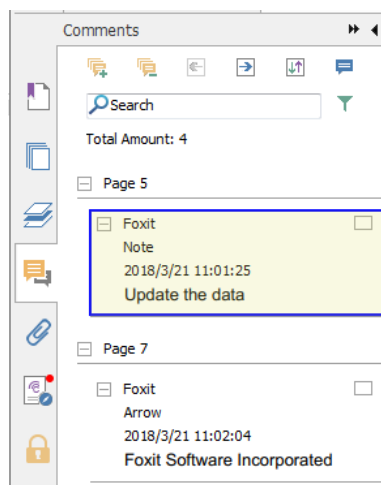 Comments
Search
Total Amount: 4
Page 5
Foxit
Note
2018/3/21 11:01:25
Update the data
Page 7
Foxit
Arrow
2018/3/21 11:02:04
Foxit Software Incorporated